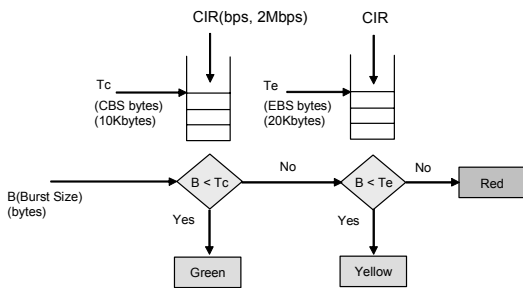 CIR(bps, 2Mbps)
CIR
Tc
(CBS bytes)
(10Kbytes)
Te
(EBS bytes)
(20Kbytes)
B(Burst Size)
(bytes)
B < Tc
No
B < Te
No
Red
Yes
Yes
Green
Yellow